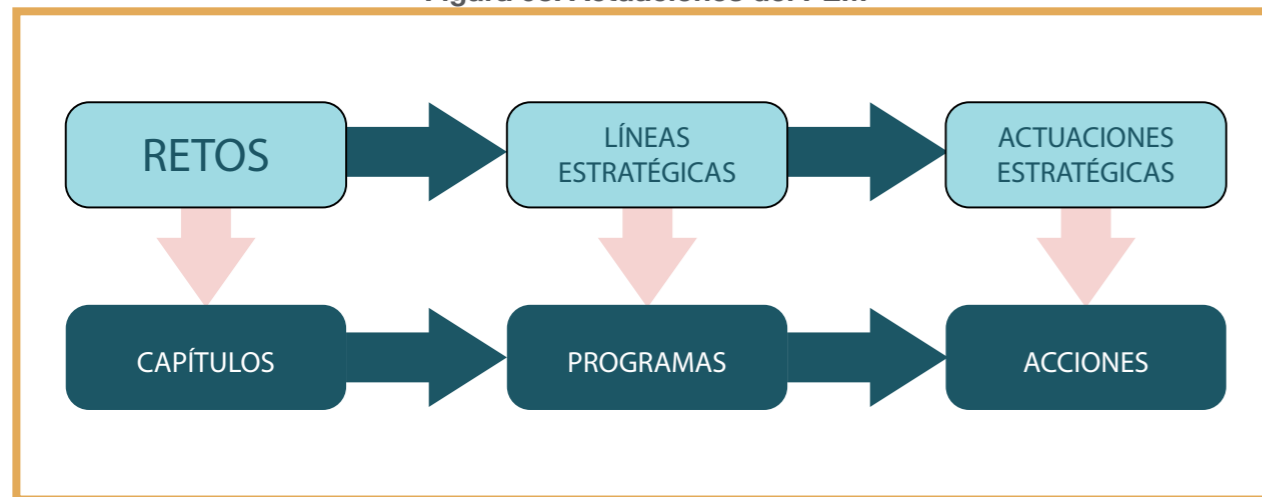 RETOS
LÍNEAS
ESTRATÉGICAS
ACTUACIONES
ESTRATÉGICAS
CAPÍTULOS
PROGRAMAS
ACCIONES